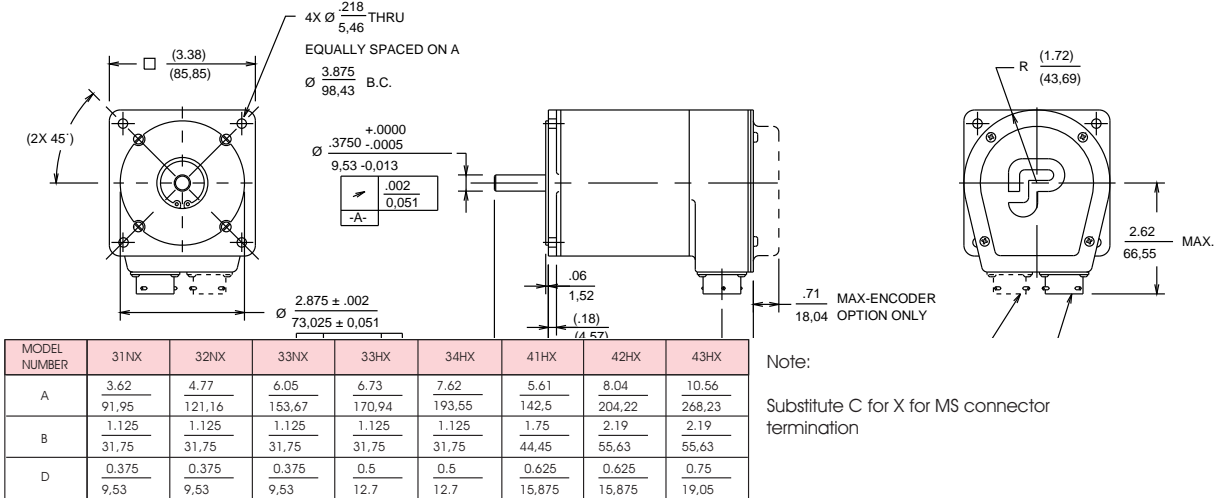 4X Ø .218 THRU
5,46
EQUALLY SPACED ON A
Ø 3.875 B.C.
98,43
(3.38)
(85,85)
(2X 45°)
+.0000
Ø .3750 -.0005
9,53 -0,013
.002
0,051
-A-
Ø 2.875 ± .002
73,025 ± 0,051
.06
1,52
(.18)
(4,57)
.71 MAX-ENCODER
18,04 OPTION ONLY
R (1.72)
(43,69)
2.62 MAX.
66,55
MODEL NUMBER 31NX 32NX 33NX 33HX 34HX 41HX 42HX 43HX
A 3.62 4.77 6.05 6.73 7.62 5.61 8.04 10.56
91,95 121,16 153,67 170,94 193,55 142,5 204,22 268,23
B 1.125 1.125 1.125 1.125 1.125 1.75 2.19 2.19
31,75 31,75 31,75 31,75 31,75 44,45 55,63 55,63
D 0.375 0.375 0.375 0.5 0.5 0.625 0.625 0.75
9,53 9,53 9,53 12.7 12.7 15,875 15,875 19,05
Note:
Substitute C for X for MS connector
termination